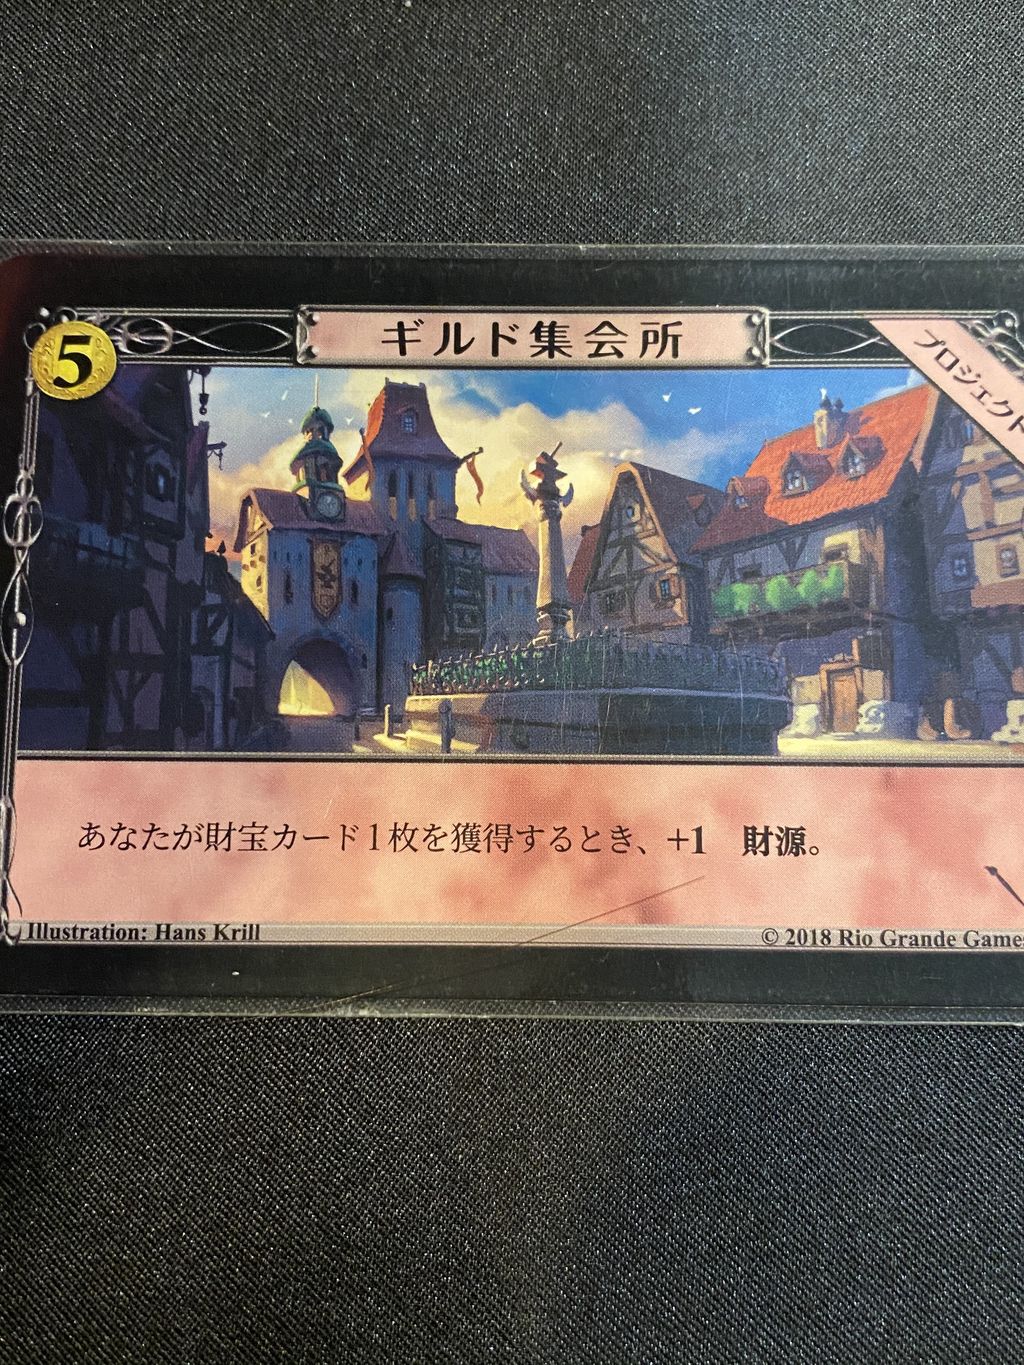 5
ギルド集会所
プロジェクト
あなたが財宝カード1枚を獲得するとき、+1　財源。
Illustration: Hans Krill
© 2018 Rio Grande Games